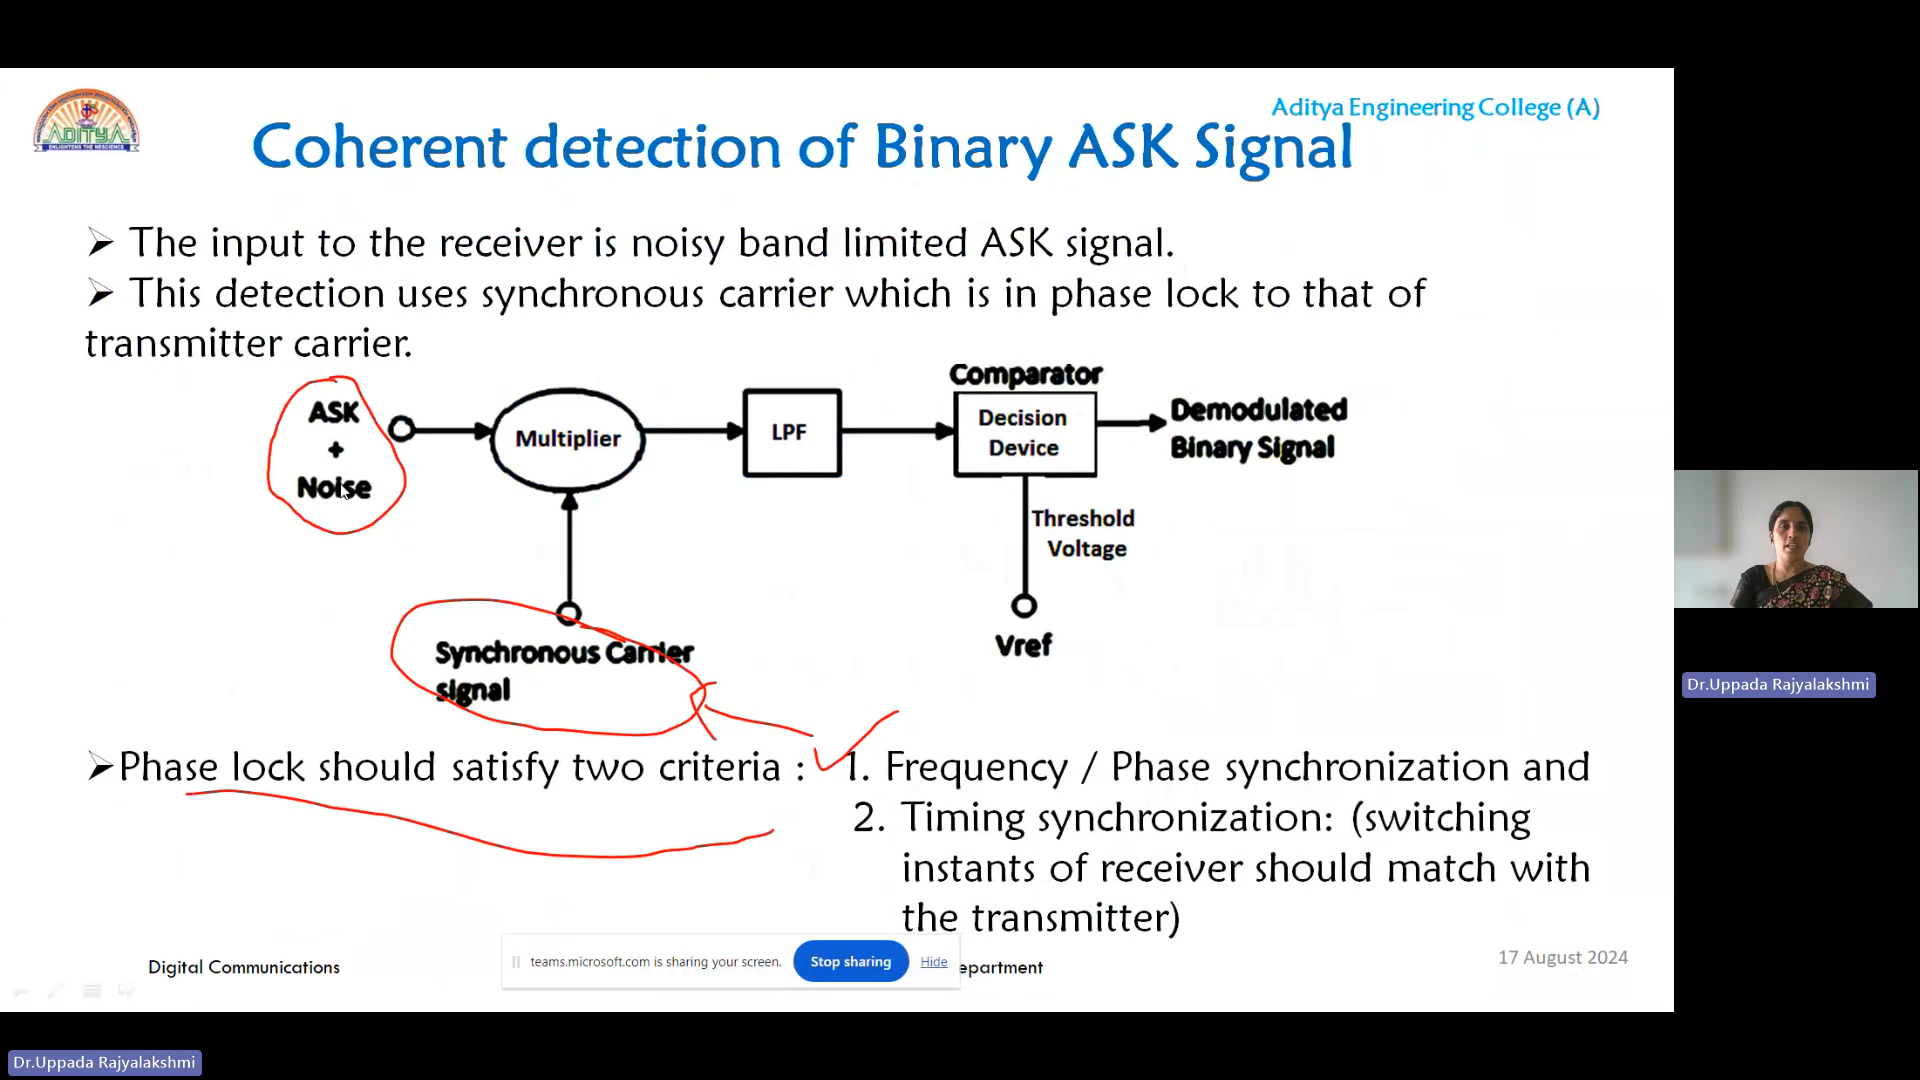 Aditya Engineering College (A)
ADITYA
ENLIGHTENS THE NESCIENCE
Coherent detection of Binary ASK Signal
➢ The input to the receiver is noisy band limited ASK signal.
➢ This detection uses synchronous carrier which is in phase lock to that of
transmitter carrier.
ASK
+
Noise
Multiplier
LPF
Comparator
Decision
Device
Demodulated
Binary Signal
Threshold
Voltage
Vref
Synchronous Carrier
signal
➢Phase lock should satisfy two criteria : 1. Frequency / Phase synchronization and
2. Timing synchronization: (switching
instants of receiver should match with
the transmitter)
Digital Communications
teams.microsoft.com is sharing your screen.
Stop sharing
Hide
epartment
17 August 2024
Dr.Uppada Rajyalakshmi
Dr.Uppada Rajyalakshmi